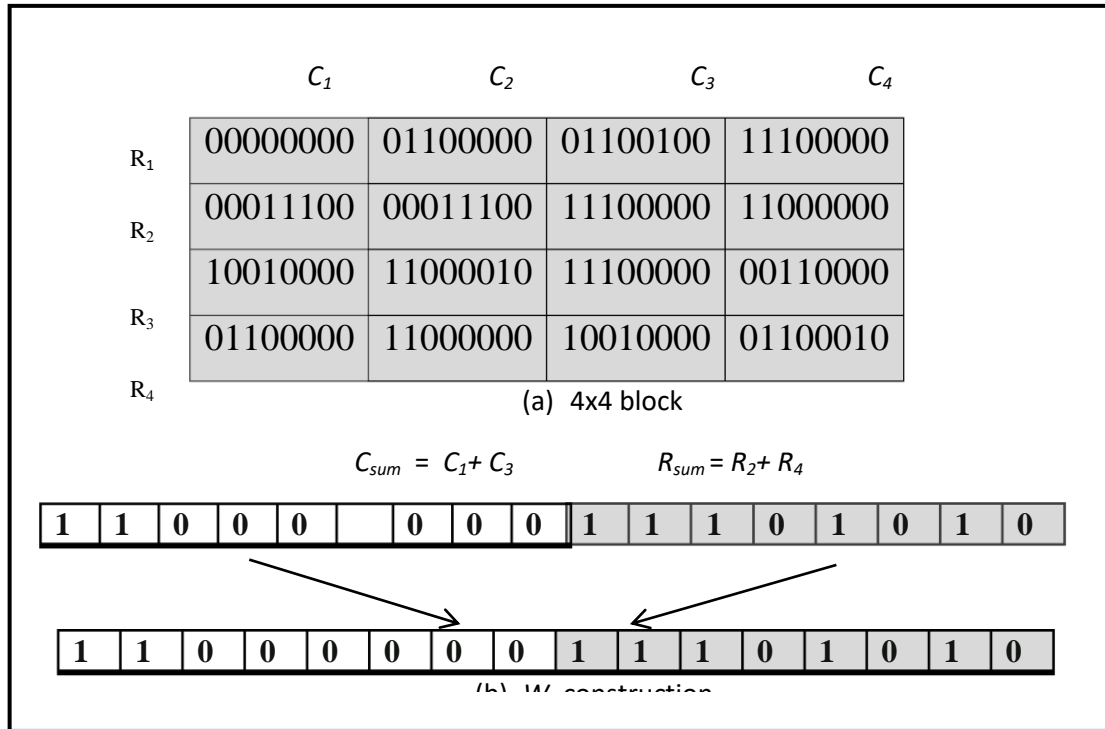 C1 C2 C3 C4
R1 00000000 01100000 01100100 11100000
R2 00011100 00011100 11100000 11000000
R3 10010000 11000010 11100000 00110000
R4 01100000 11000000 10010000 01100010
(a) 4x4 block
Csum = C1+ C3 Rsum = R2+ R4
1 1 0 0 0 0 0 0 1 1 1 0 1 0 1 0
1 1 0 0 0 0 0 0 1 1 1 0 1 0 1 0
(b) W construction